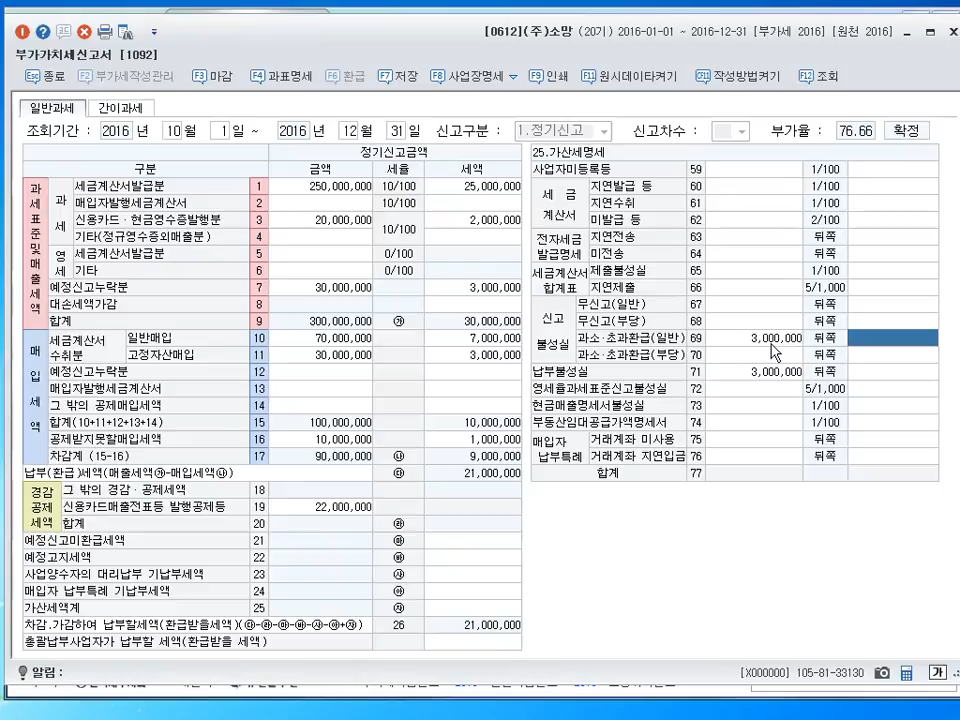 [0612](주)소망 (20기) 2016-01-01 ~ 2016-12-31 [부가세 2016] [원천 2016]
부가가치세신고서 [1092]
Esc 종료 F2 부가세작성관리 F3 마감 F4 과표명세 F6 환급 F7 저장 F8 사업장명세 F9 인쇄 F11 원시데이타켜기 CF11 작성방법켜기 F12 조회
일반과세 간이과세
조회기간 : 2016 년 10 월 1 일 ~ 2016 년 12 월 31 일 신고구분 : 1.정기신고 신고차수 : 부가율 : 76.66 확정
정기신고금액
구분 금액 세율 세액
과세표준및매출세액
과세
세금계산서발급분 1 250,000,000 10/100 25,000,000
매입자발행세금계산서 2 10/100
신용카드·현금영수증발행분 3 20,000,000 10/100 2,000,000
기타(정규영수증외매출분) 4
영세
세금계산서발급분 5 0/100
기타 6 0/100
예정신고누락분 7 30,000,000 3,000,000
대손세액가감 8
합계 9 300,000,000 ㉮ 30,000,000
매입세액
세금계산서 수취분
일반매입 10 70,000,000 7,000,000
고정자산매입 11 30,000,000 3,000,000
예정신고누락분 12
매입자발행세금계산서 13
그 밖의 공제매입세액 14
합계(10+11+12+13+14) 15 100,000,000 10,000,000
공제받지못할매입세액 16 10,000,000 1,000,000
차감계 (15-16) 17 90,000,000 ㉯ 9,000,000
납부(환급)세액(매출세액㉮-매입세액㉯) ㉰ 21,000,000
경감공제세액
그 밖의 경감·공제세액 18
신용카드매출전표등 발행공제등 19 22,000,000
합계 20 ㉱
예정신고미환급세액 21 ㉲
예정고지세액 22 ㉳
사업양수자의 대리납부 기납부세액 23 ㉴
매입자 납부특례 기납부세액 24 ㉵
가산세액계 25 ㉶
차감.가감하여 납부할세액(환급받을세액)(㉰-㉱-㉲-㉳-㉴-㉵+㉶) 26 21,000,000
총괄납부사업자가 납부할 세액(환급받을 세액)
25.가산세명세
사업자미등록등 59 1/100
세 금 계산서
지연발급 등 60 1/100
지연수취 61 1/100
미발급 등 62 2/100
전자세금 발급명세
지연전송 63 뒤쪽
미전송 64 뒤쪽
세금계산서 합계표
제출불성실 65 1/100
지연제출 66 5/1,000
신고 불성실
무신고(일반) 67 뒤쪽
무신고(부당) 68 뒤쪽
과소·초과환급(일반) 69 3,000,000 뒤쪽
과소·초과환급(부당) 70 뒤쪽
납부불성실 71 3,000,000 뒤쪽
영세율과세표준신고불성실 72 5/1,000
현금매출명세서불성실 73 1/100
부동산임대공급가액명세서 74 1/100
매입자 납부특례
거래계좌 미사용 75 뒤쪽
거래계좌 지연입금 76 뒤쪽
합계 77
알림 : [X000000] 105-81-33130 가